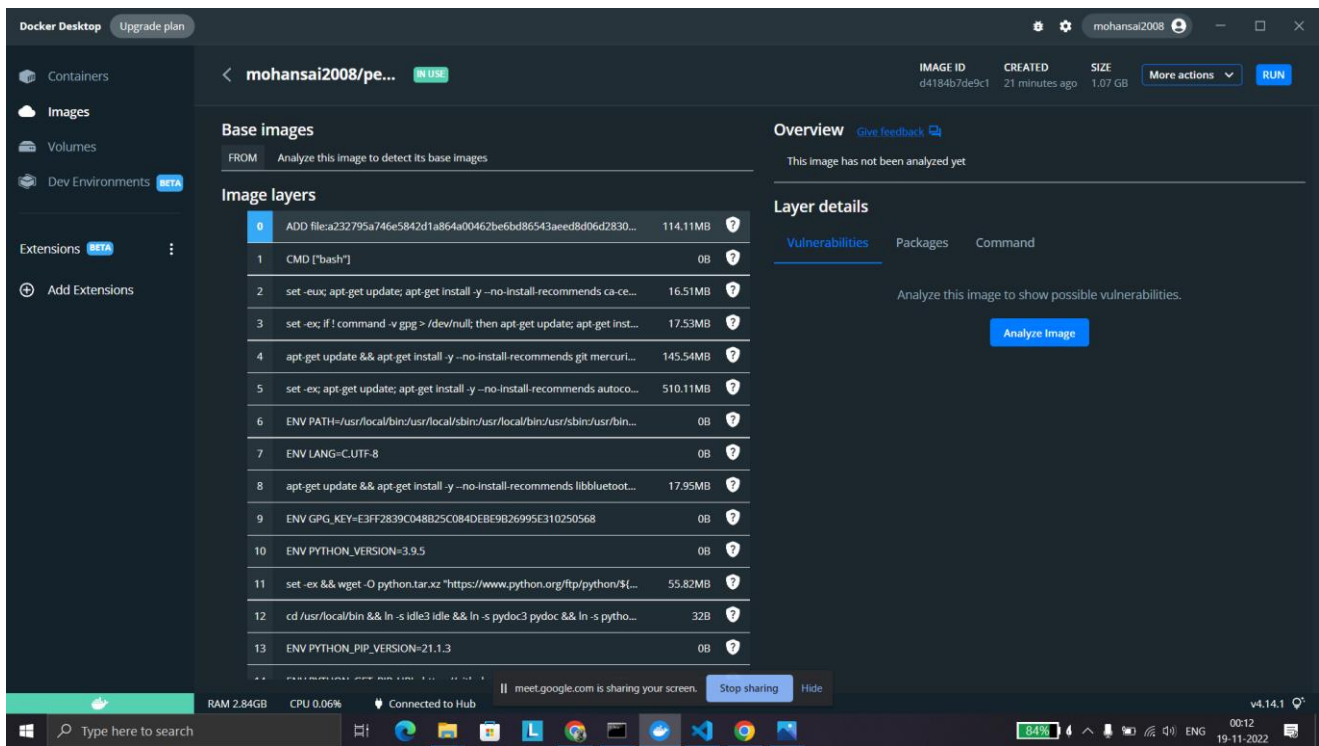 Docker Desktop Upgrade plan mohansai2008
Containers
Images
Volumes
Dev Environments BETA
Extensions BETA
Add Extensions
mohansai2008/pe... IN USE
IMAGE ID CREATED SIZE
d4184b7de9c1 21 minutes ago 1.07 GB
More actions RUN
Base images
FROM Analyze this image to detect its base images
Image layers
0 ADD file:a232795a746e5842d1a864a00462be6bd86543aeed8d06d2830... 114.11MB
1 CMD ["bash"] 0B
2 set -eux; apt-get update; apt-get install -y --no-install-recommends ca-ce... 16.51MB
3 set -ex; if ! command -v gpg > /dev/null; then apt-get update; apt-get inst... 17.53MB
4 apt-get update && apt-get install -y --no-install-recommends git mercuri... 145.54MB
5 set -ex; apt-get update; apt-get install -y --no-install-recommends autoco... 510.11MB
6 ENV PATH=/usr/local/bin:/usr/local/sbin:/usr/local/bin:/usr/sbin:/usr/bin... 0B
7 ENV LANG=C.UTF-8 0B
8 apt-get update && apt-get install -y --no-install-recommends libbluetoot... 17.95MB
9 ENV GPG_KEY=E3FF2839C048B25C084DEBE9B26995E310250568 0B
10 ENV PYTHON_VERSION=3.9.5 0B
11 set -ex && wget -O python.tar.xz "https://www.python.org/ftp/python/${... 55.82MB
12 cd /usr/local/bin && ln -s idle3 idle && ln -s pydoc3 pydoc && ln -s pytho... 32B
13 ENV PYTHON_PIP_VERSION=21.1.3 0B
Overview Give feedback
This image has not been analyzed yet
Layer details
Vulnerabilities Packages Command
Analyze this image to show possible vulnerabilities.
Analyze Image
meet.google.com is sharing your screen. Stop sharing Hide
RAM 2.84GB CPU 0.06% Connected to Hub v4.14.1
Type here to search
L
84% ENG 00:12
19-11-2022